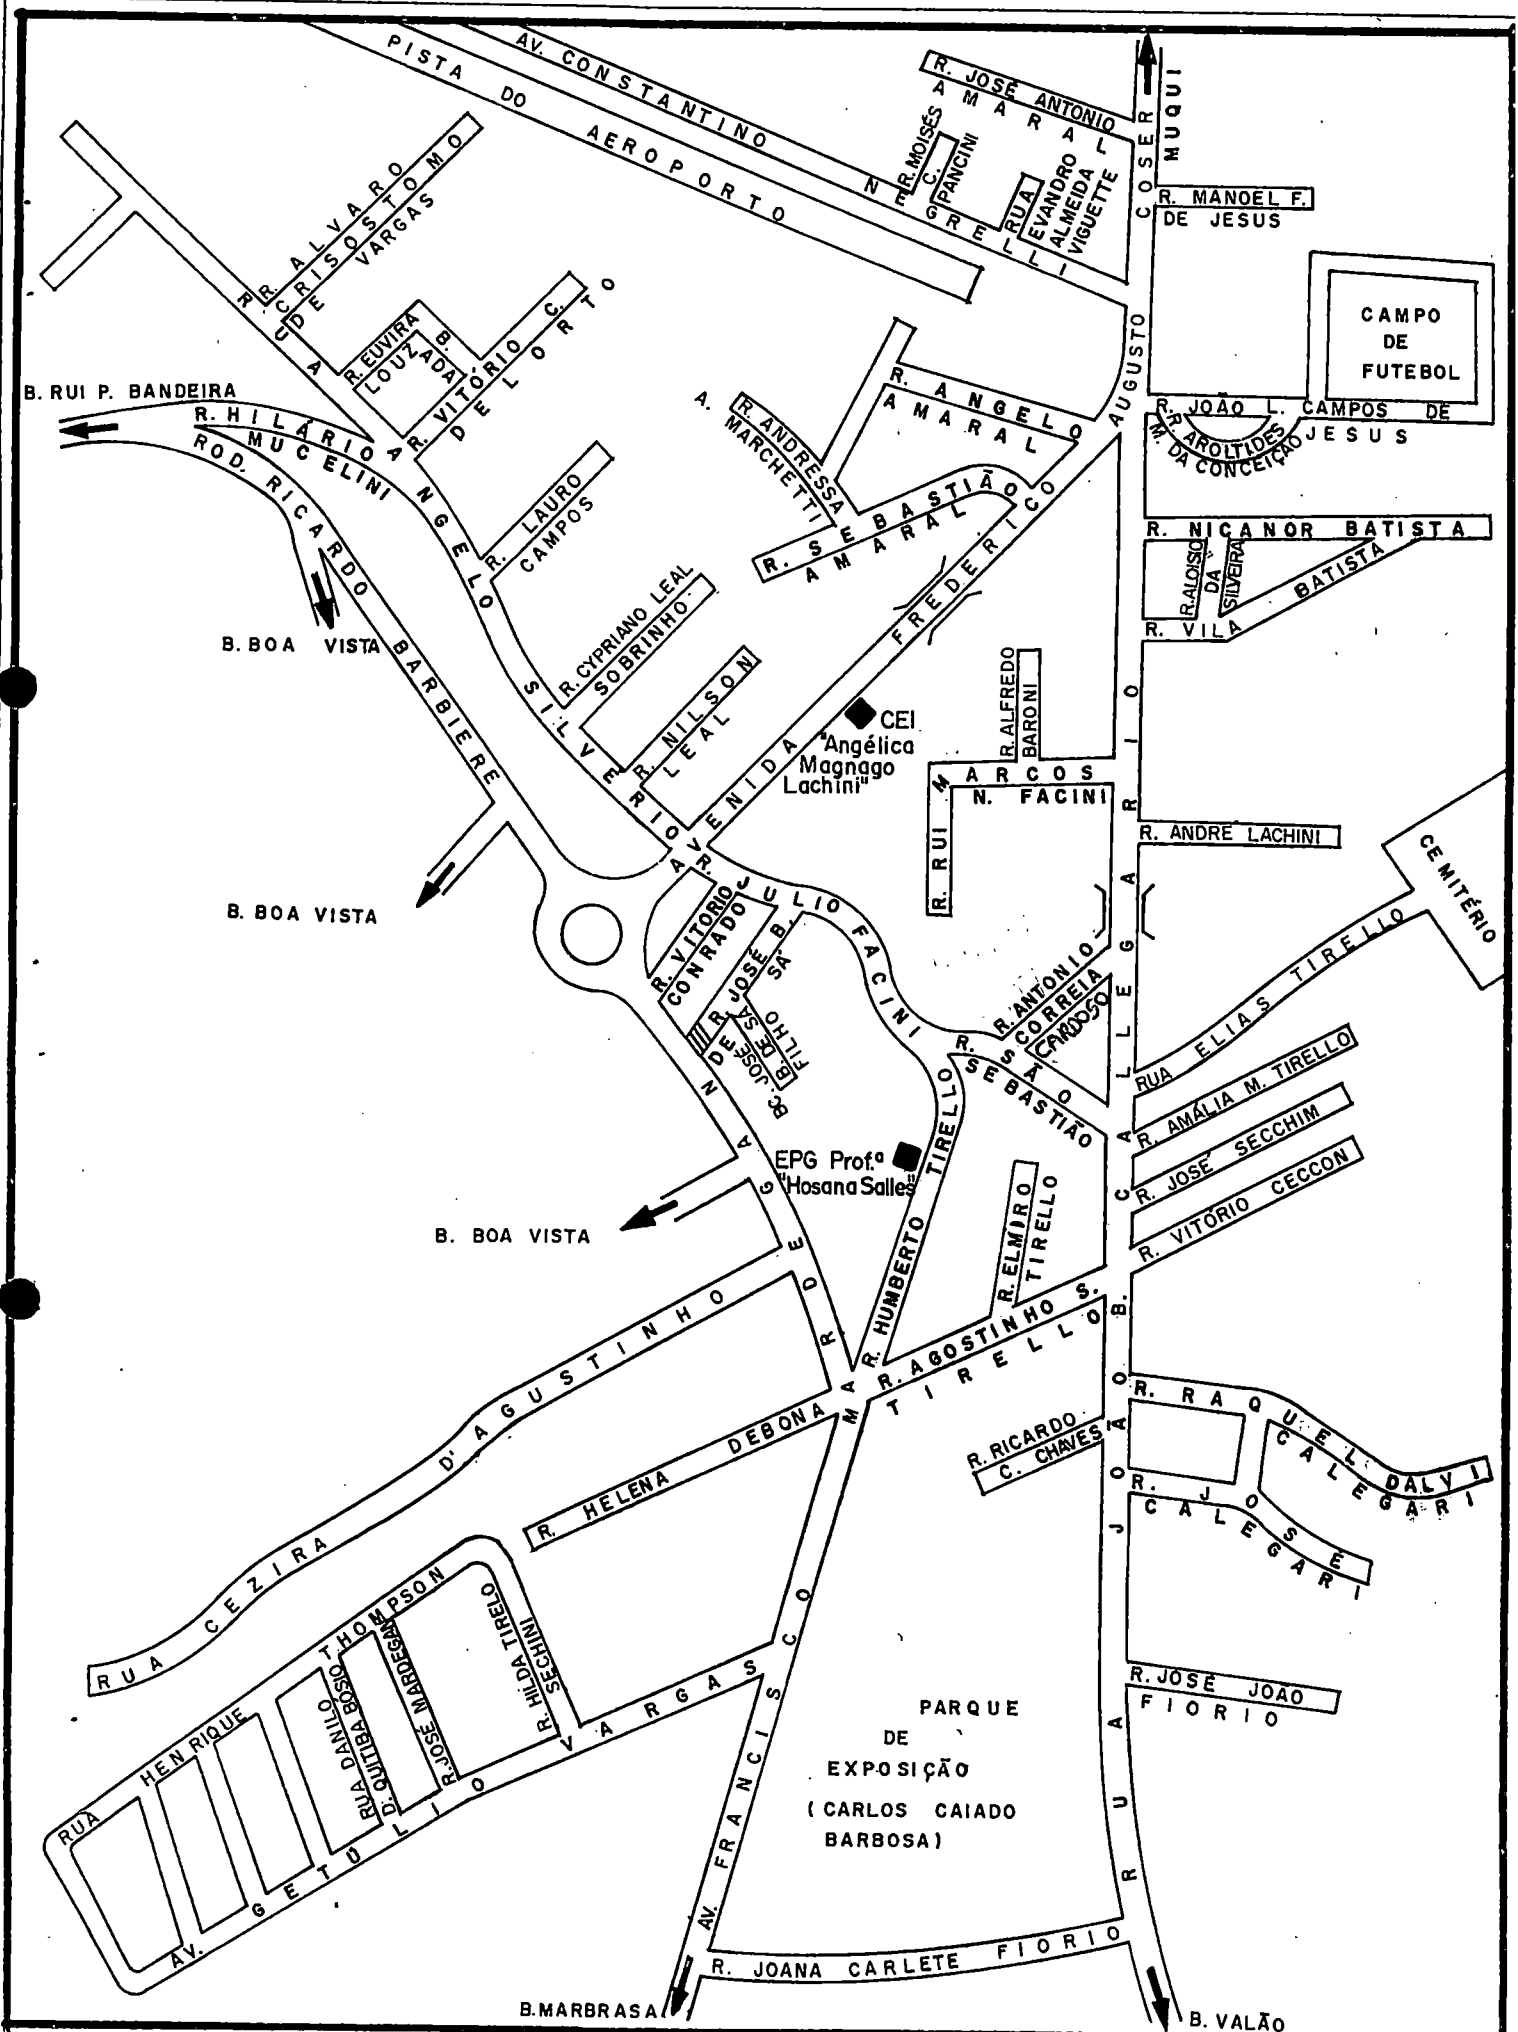 AV. CONSTANTINO NEGRELLI
PISTA DO AEROPORTO
R. JOSÉ ANTONIO
AMARAL
R. MOISÉS
C.
PANCINI
RUA
EVANDRO
ALMEIDA
VIGUETTE
MUQUI
R. MANOEL F.
DE JESUS
CAMPO
DE
FUTEBOL
R. ALVARO
CRISOSTOMO
DE VARGAS
R. EUVIRA B.
LOUZADA
R. VITÓRIO C.
DELORTO
B. RUI P. BANDEIRA
R. HILÁRIO
MUCELINI
ROD. RICARDO BARBIERE
RUA ANGELO SILVERIO
R. LAURO
CAMPOS
R. ANGELO
AMARAL
A.
R. ANDRESSA
MARCHETTI
R. SEBASTIÃO
AMARAL
R. JOÃO L. CAMPOS DE
JESUS
R. AROLTIDES
M. DA CONCEIÇÃO
R. NICANOR BATISTA
R. ALOISIO
DA
SILVEIRA
R. VILA BATISTA
B. BOA VISTA
R. CYPRIANO LEAL
SOBRINHO
R. NILSON
LEAL
AVENIDA FREDERICO AUGUSTO COSER
CEI
"Angélica
Magnago
Lachini"
R. ALFREDO
BARONI
R. RUI MARCOS
N. FACINI
R. ANDRÉ LACHINI
CEMITÉRIO
B. BOA VISTA
R. VITORIO
CONRADO
R. JULIO FACINI
R. JOSÉ B.
DE SÁ
BC. JOSÉ
B. DE SÁ
FILHO
R. ANTONIO
CORREIA
CARDOSO
R. SÃO
SEBASTIÃO
RUA ELIAS TIRELLO
R. AMÁLIA M. TIRELLO
R. JOSÉ SECCHIM
R. VITÓRIO CECCON
EPG Prof.ª
"Hosana Salles"
R. HUMBERTO TIRELLO
R. ELMIRO
TIRELLO
B. BOA VISTA
R. AGOSTINHO S.
TIRELLO
RUA CEZIRA D'AGUSTINHO
R. HELENA DEBONA
R. RICARDO
C. CHAVES
R. RAQUEL DALVI
CALEGARI
R. JOSÉ
CALEGARI
RUA JOÃO B. CALLEGARIO
R. JOSÉ JOAO
FIORIO
RUA HENRIQUE THOMPSON
R. HILDA TIRELO
SECHINI
RUA DANILO
D. QUITIBA BOSIO
R. JOSÉ MARDEGAN
AV. GETÚLIO VARGAS
AV. FRANCISCO MARDEGAN
PARQUE
DE
EXPOSIÇÃO
(CARLOS CAIADO
BARBOSA)
R. JOANA CARLETE FIORIO
B. MARBRASA
B. VALÃO